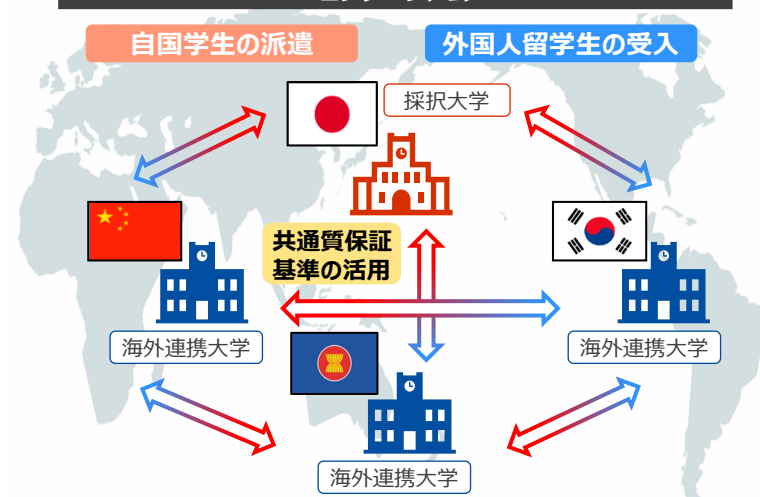 自国学生の派遣
外国人留学生の受入
採択大学
共通質保証
基準の活用
海外連携大学
海外連携大学
海外連携大学